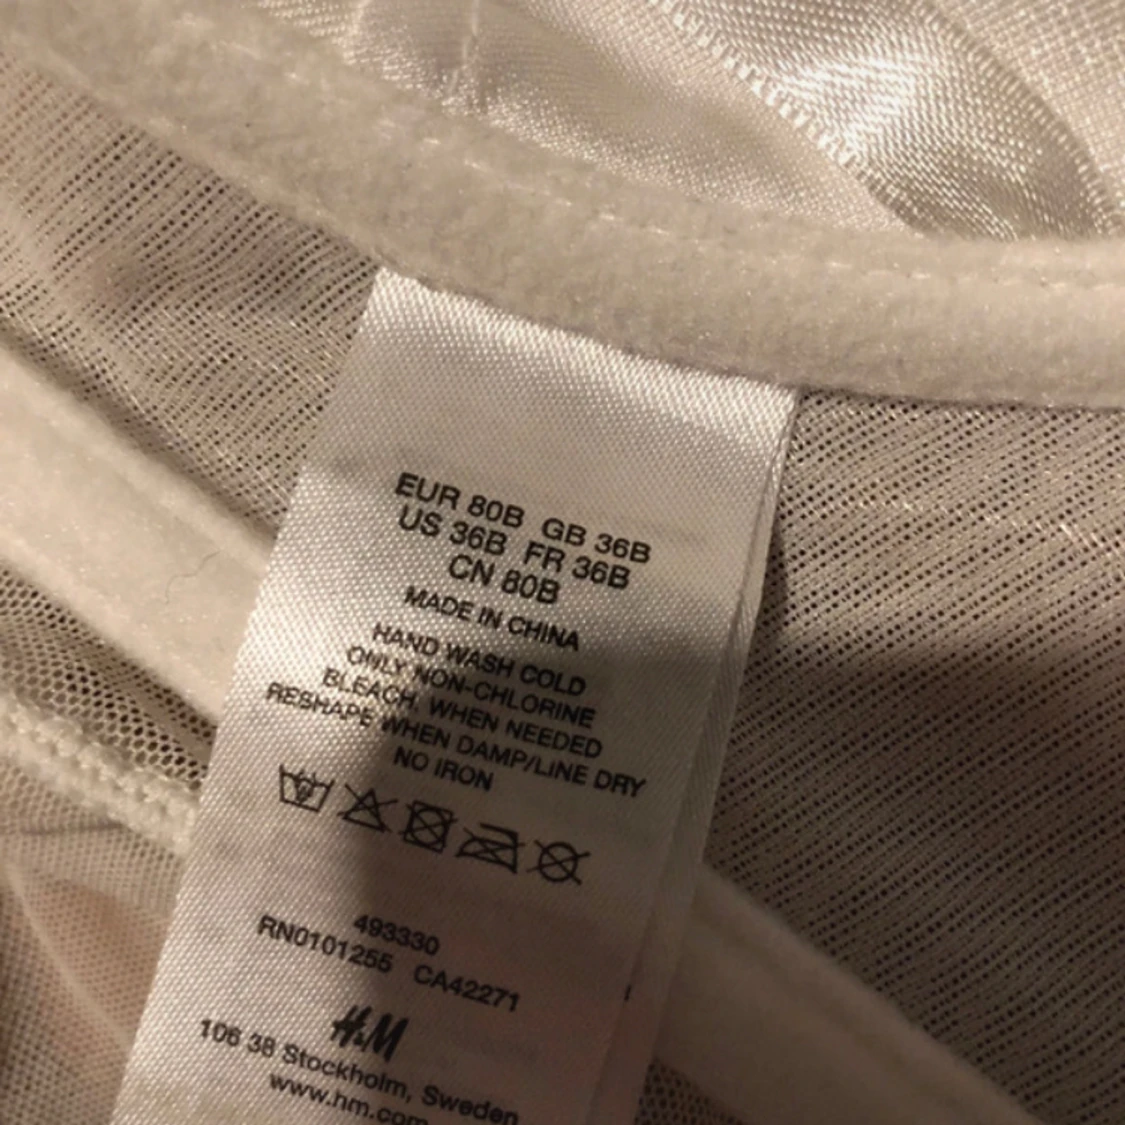 EUR 80B GB 36B
US 36B FR 36B
CN 80B
MADE IN CHINA
HAND WASH COLD
ONLY NON-CHLORINE
BLEACH, WHEN NEEDED
RESHAPE WHEN DAMP/LINE DRY
NO IRON
493330
RN0101255 CA42271
H&M
106 38 Stockholm, Sweden
www.hm.com